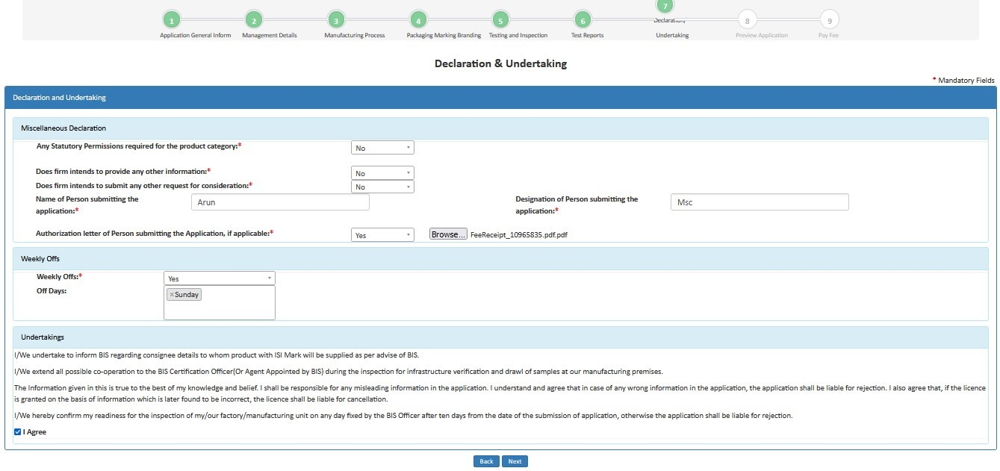 1 2 3 4 5 6 7 8 9
Application General Inform Management Details Manufacturing Process Packaging Marking Branding Testing and Inspection Test Reports Declaration/ Undertaking Preview Application Pay Fee
Declaration & Undertaking
* Mandatory Fields
Declaration and Undertaking
Miscellaneous Declaration
Any Statutory Permissions required for the product category:* No
Does firm intends to provide any other information:* No
Does firm intends to submit any other request for consideration:* No
Name of Person submitting the application:* Arun
Designation of Person submitting the application:* Msc
Authorization letter of Person submitting the Application, if applicable:* Yes Browse... FeeReceipt_10965835.pdf.pdf
Weekly Offs
Weekly Offs:* Yes
Off Days: ×Sunday
Undertakings
I/We undertake to inform BIS regarding consignee details to whom product with ISI Mark will be supplied as per advise of BIS.
I/We extend all possible co-operation to the BIS Certification Officer(Or Agent Appointed by BIS) during the inspection for infrastructure verification and drawl of samples at our manufacturing premises.
The Information given in this is true to the best of my knowledge and belief. I shall be responsible for any misleading information in the application. I understand and agree that in case of any wrong information in the application, the application shall be liable for rejection. I also agree that, if the licence
is granted on the basis of information which is later found to be incorrect, the licence shall be liable for cancellation.
I/We hereby confirm my readiness for the inspection of my/our factory/manufacturing unit on any day fixed by the BIS Officer after ten days from the date of the submission of application, otherwise the application shall be liable for rejection.
I Agree
Back Next